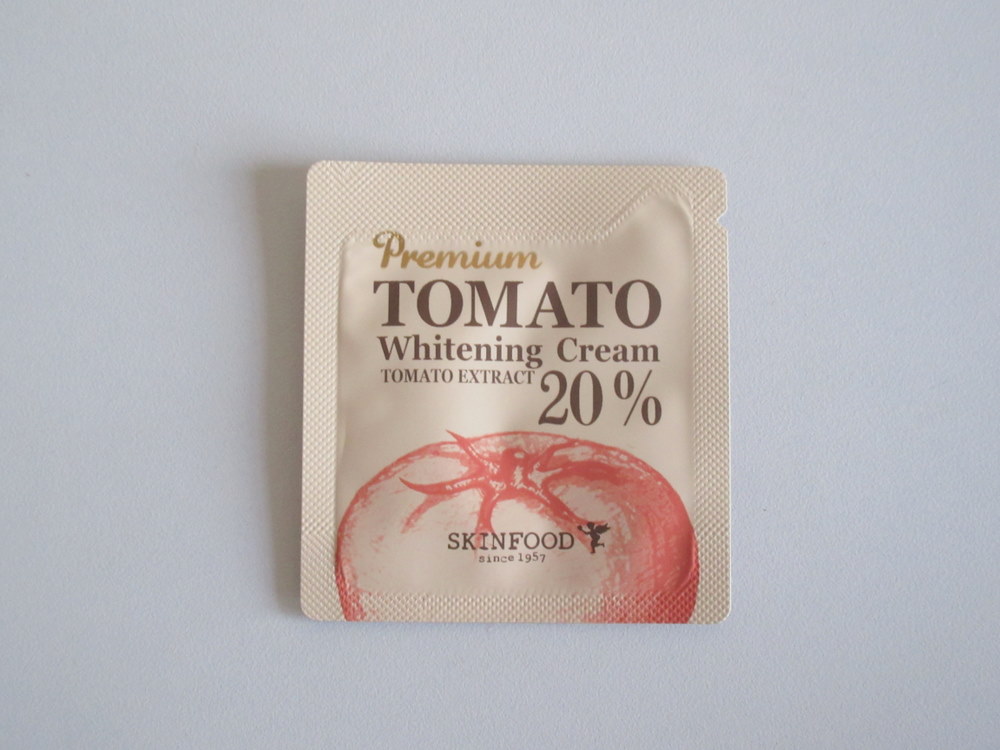 Premium
TOMATO
Whitening Cream
TOMATO EXTRACT 20%
SKINFOOD
since 1957